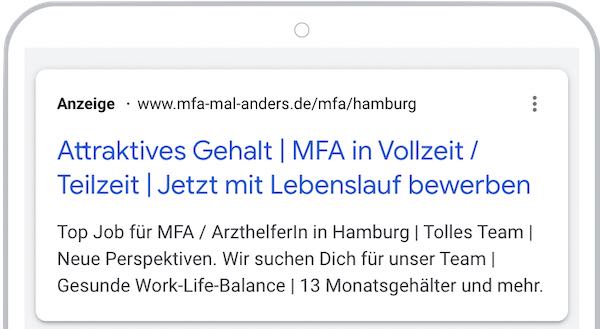 Anzeige · www.mfa-mal-anders.de/mfa/hamburg
Attraktives Gehalt | MFA in Vollzeit /
Teilzeit | Jetzt mit Lebenslauf bewerben
Top Job für MFA / ArzthelferIn in Hamburg | Tolles Team |
Neue Perspektiven. Wir suchen Dich für unser Team |
Gesunde Work-Life-Balance | 13 Monatsgehälter und mehr.